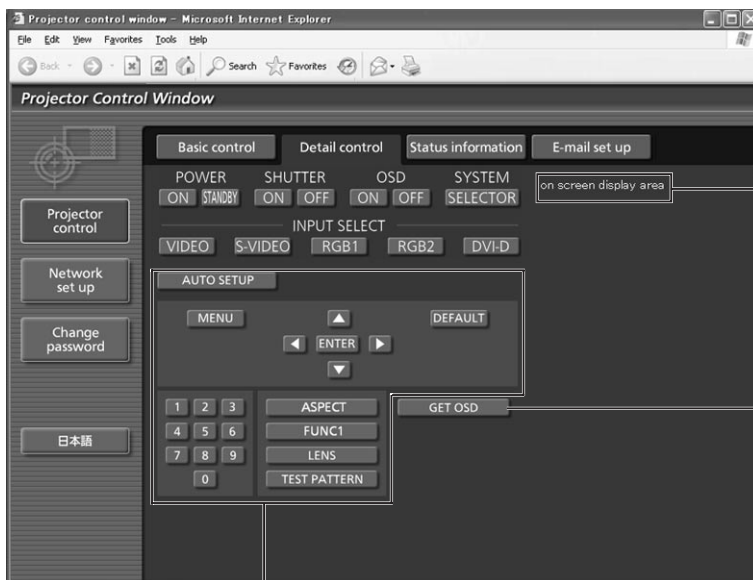 Projector control window - Microsoft Internet Explorer
File Edit View Favorites Tools Help
Back Search Favorites
Projector Control Window
Basic control Detail control Status information E-mail set up
POWER SHUTTER OSD SYSTEM
ON STANDBY ON OFF ON OFF SELECTOR
on screen display area
INPUT SELECT
VIDEO S-VIDEO RGB1 RGB2 DVI-D
Projector
control
Network
set up
Change
password
日本語
AUTO SETUP
MENU DEFAULT
ENTER
1 2 3 ASPECT GET OSD
4 5 6 FUNC1
7 8 9 LENS
0 TEST PATTERN